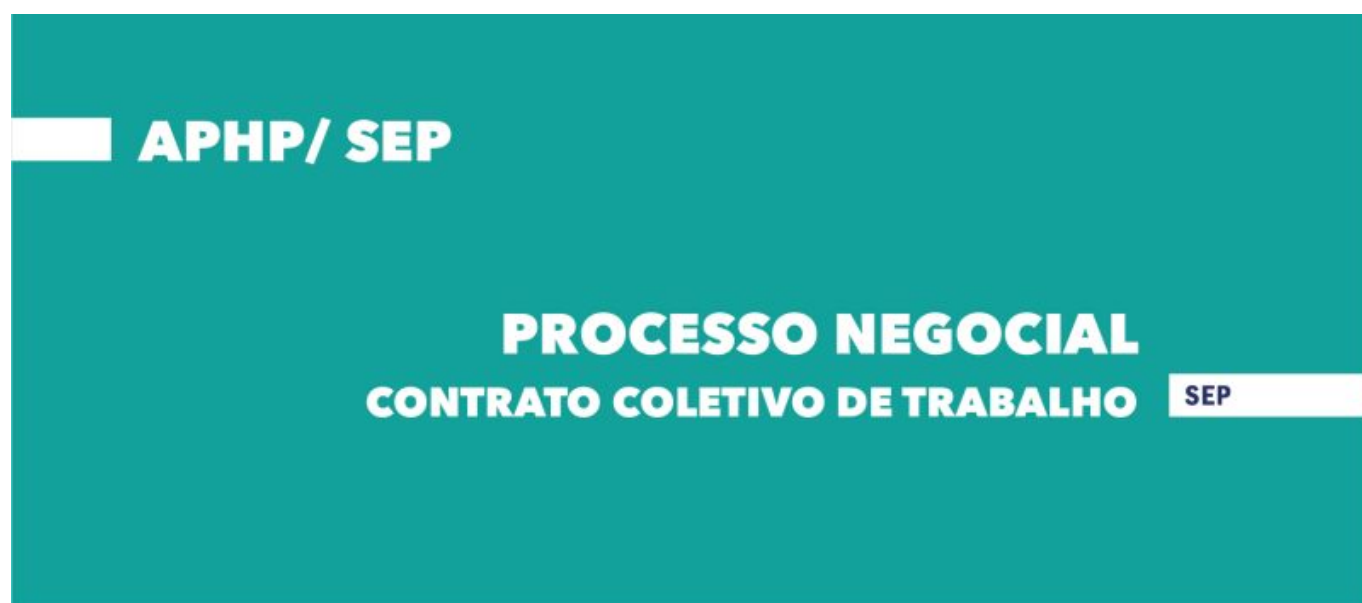 APHP/ SEP
PROCESSO NEGOCIAL
CONTRATO COLETIVO DE TRABALHO
SEP